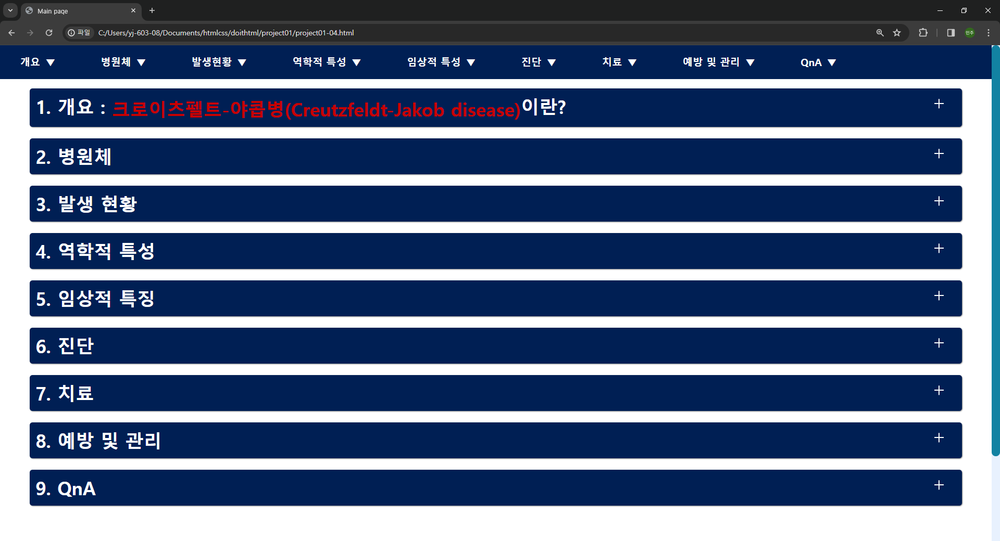 Main page
파일 C:/Users/yj-603-08/Documents/htmlcss/doithtml/project01/project01-04.html 민주
개요 ▼ 병원체 ▼ 발생현황 ▼ 역학적 특성 ▼ 임상적 특성 ▼ 진단 ▼ 치료 ▼ 예방 및 관리 ▼ QnA ▼
1. 개요 : 크로이츠펠트-야콥병(Creutzfeldt-Jakob disease)이란? +
2. 병원체 +
3. 발생 현황 +
4. 역학적 특성 +
5. 임상적 특징 +
6. 진단 +
7. 치료 +
8. 예방 및 관리 +
9. QnA +